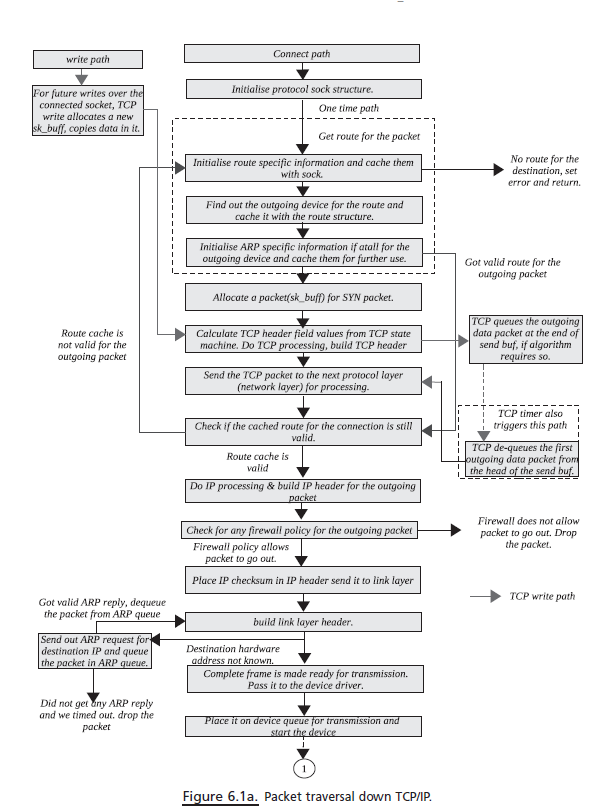 write path
Connect path
For future writes over the
connected socket, TCP
write allocates a new
sk_buff, copies data in it.
Initialise protocol sock structure.
One time path
Get route for the packet
Initialise route specific information and cache them
with sock.
No route for the
destination, set
error and return.
Find out the outgoing device for the route and
cache it with the route structure.
Initialise ARP specific information if atall for the
outgoing device and cache them for further use.
Got valid route for the
outgoing packet
Allocate a packet(sk_buff) for SYN packet.
Route cache is
not valid for the
outgoing packet
Calculate TCP header field values from TCP state
machine. Do TCP processing, build TCP header
TCP queues the outgoing
data packet at the end of
send buf, if algorithm
requires so.
Send the TCP packet to the next protocol layer
(network layer) for processing.
TCP timer also
triggers this path
Check if the cached route for the connection is still
valid.
TCP de-queues the first
outgoing data packet from
the head of the send buf.
Route cache is
valid
Do IP processing & build IP header for the outgoing
packet
Check for any firewall policy for the outgoing packet
Firewall does not allow
packet to go out. Drop
the packet.
Firewall policy allows
packet to go out.
Place IP checksum in IP header send it to link layer
TCP write path
Got valid ARP reply, dequeue
the packet from ARP queue
build link layer header.
Send out ARP request for
destination IP and queue
the packet in ARP queue.
Destination hardware
address not known.
Complete frame is made ready for transmission.
Pass it to the device driver.
Did not get any ARP reply
and we timed out. drop the
packet
Place it on device queue for transmission and
start the device
1
Figure 6.1a. Packet traversal down TCP/IP.